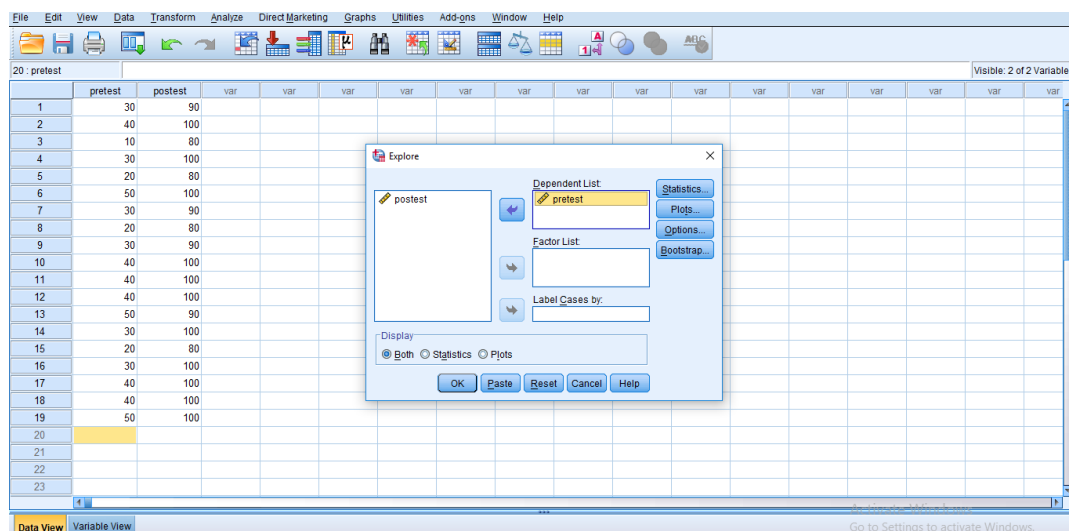 File Edit View Data Transform Analyze Direct Marketing Graphs Utilities Add-ons Window Help
20 : pretest
Visible: 2 of 2 Variable
pretest postest var var var var var var var var var var var var var var var
1 30 90
2 40 100
3 10 80
4 30 100
5 20 80
6 50 100
7 30 90
8 20 80
9 30 90
10 40 100
11 40 100
12 40 100
13 50 90
14 30 100
15 20 80
16 30 100
17 40 100
18 40 100
19 50 100
20
21
22
23
Explore
postest
Dependent List:
pretest
Factor List:
Label Cases by:
Statistics...
Plots...
Options...
Bootstrap...
Display
Both Statistics Plots
OK Paste Reset Cancel Help
Data View Variable View
Go to Settings to activate Windows.